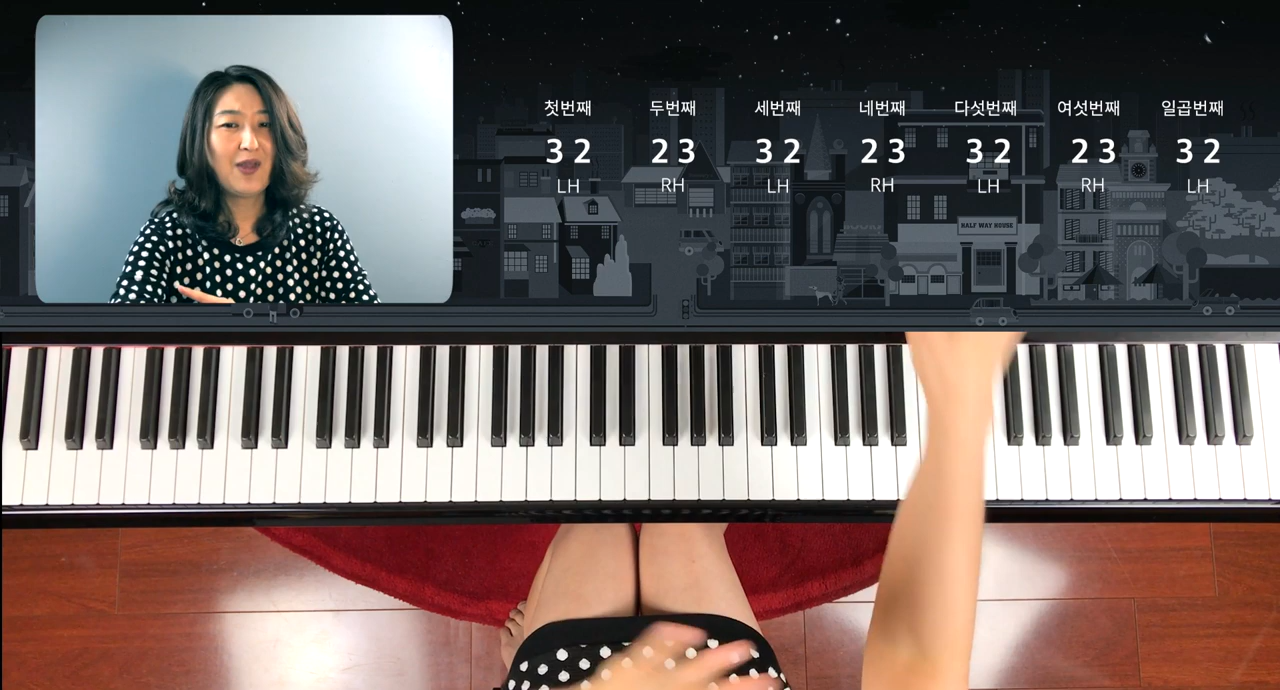 첫번째 두번째 세번째 네번째 다섯번째 여섯번째 일곱번째
3 2 2 3 3 2 2 3 3 2 2 3 3 2
LH RH LH RH LH RH LH
HALF WAY HOUSE